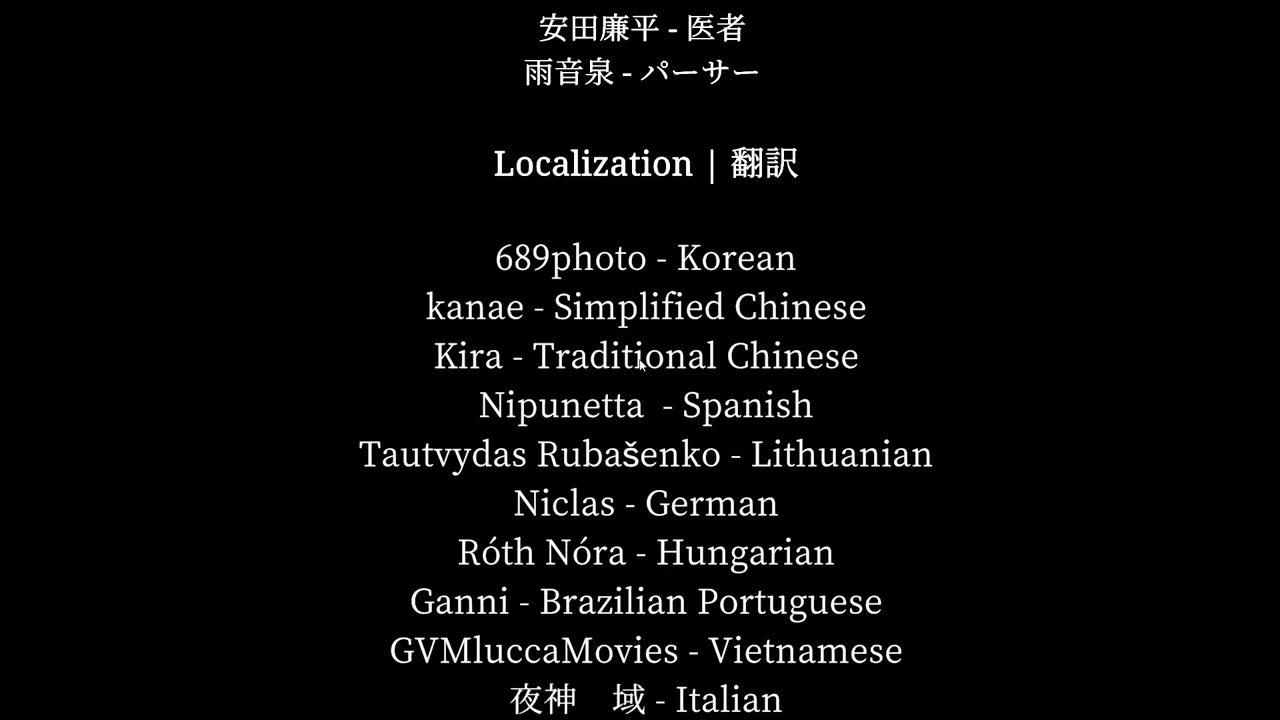 安田廉平 - 医者
雨音泉 - パーサー
Localization | 翻訳
689photo - Korean
kanae - Simplified Chinese
Kira - Traditional Chinese
Nipunetta  - Spanish
Tautvydas Rubašenko - Lithuanian
Niclas - German
Róth Nóra - Hungarian
Ganni - Brazilian Portuguese
GVMluccaMovies - Vietnamese
夜神　域 - Italian